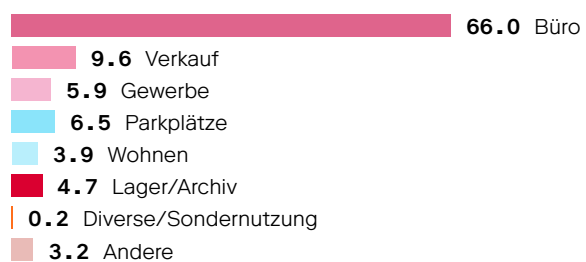 66.0 Büro
9.6 Verkauf
5.9 Gewerbe
6.5 Parkplätze
3.9 Wohnen
4.7 Lager/Archiv
0.2 Diverse/Sondernutzung
3.2 Andere